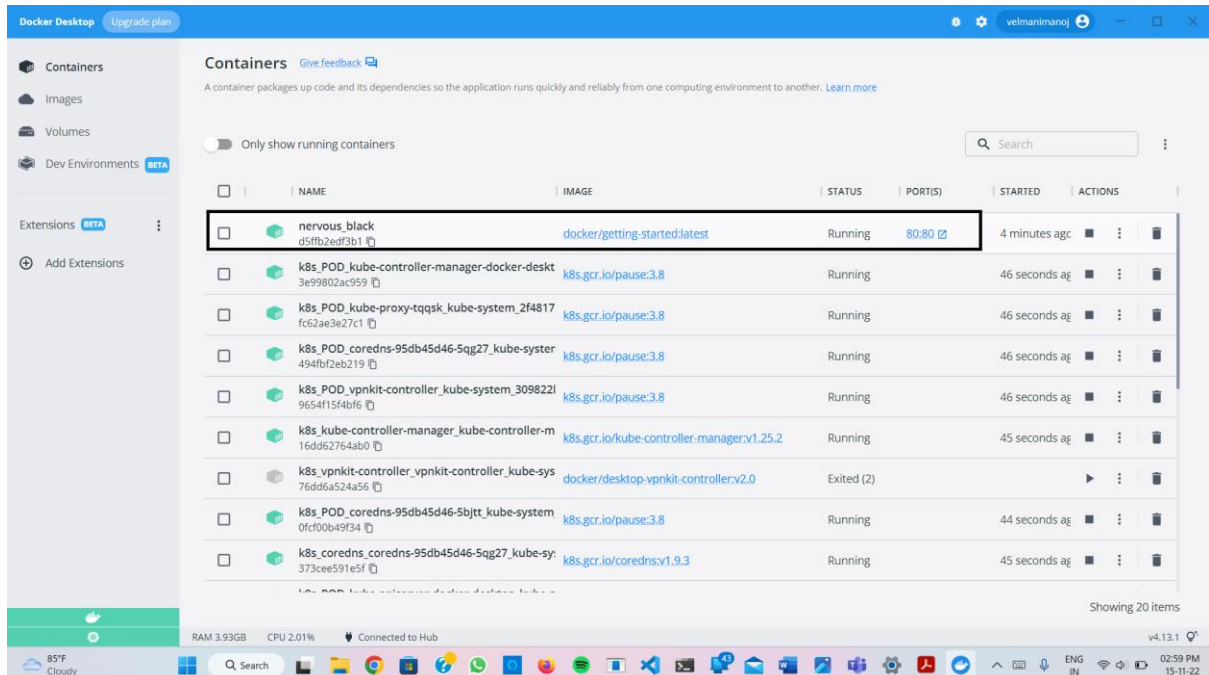 Docker Desktop Upgrade plan velmanimanoj
Containers
Images
Volumes
Dev Environments BETA
Extensions BETA
Add Extensions
Containers Give feedback
A container packages up code and its dependencies so the application runs quickly and reliably from one computing environment to another. Learn more
Only show running containers Search
NAME IMAGE STATUS PORT(S) STARTED ACTIONS
nervous_black docker/getting-started:latest Running 80:80 4 minutes agc
d5ffb2edf3b1
k8s_POD_kube-controller-manager-docker-deskt k8s.gcr.io/pause:3.8 Running 46 seconds ag
3e99802ac959
k8s_POD_kube-proxy-tqqsk_kube-system_2f4817 k8s.gcr.io/pause:3.8 Running 46 seconds ag
fc62ae3e27c1
k8s_POD_coredns-95db45d46-5qg27_kube-syster k8s.gcr.io/pause:3.8 Running 46 seconds ag
494fbf2eb219
k8s_POD_vpnkit-controller_kube-system_309822l k8s.gcr.io/pause:3.8 Running 46 seconds ag
9654f15f4bf6
k8s_kube-controller-manager_kube-controller-m k8s.gcr.io/kube-controller-manager:v1.25.2 Running 45 seconds ag
16dd62764ab0
k8s_vpnkit-controller_vpnkit-controller_kube-sys docker/desktop-vpnkit-controller:v2.0 Exited (2)
76dd6a524a56
k8s_POD_coredns-95db45d46-5bjtt_kube-system_ k8s.gcr.io/pause:3.8 Running 44 seconds ag
0fcf00b49f34
k8s_coredns_coredns-95db45d46-5qg27_kube-sy: k8s.gcr.io/coredns:v1.9.3 Running 45 seconds ag
373cee591e5f
Showing 20 items
RAM 3.93GB CPU 2.01% Connected to Hub v4.13.1
85°F
Cloudy
Search
43
ENG
IN
02:59 PM
15-11-22